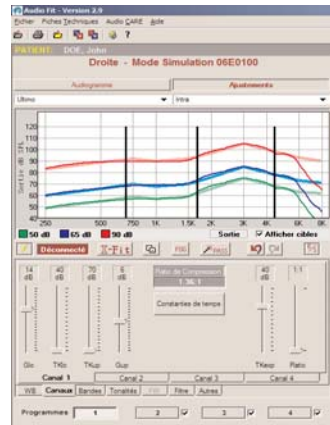 Audio Fit - Version 2.9
Fichier Fiches Techniques Audio CARE Aide
PATIENT: DOE, John
Droite - Mode Simulation 06E0100
Audiogramme Ajustements
Ultimo Intra
Sortie dB SPL
120
110
100
90
80
70
60
50
40
250 500 750 1K 1.5K 2K 3K 4K 6K 8K
50 dB 65 dB 90 dB Sortie Afficher cibles
Déconnecté X-Fit
14 dB 40 dB 70 dB 6 dB Ratio de Compression 40 dB 1:1
1.36:1
Constantes de temps
Glo TKlo TKup Gup TKexp Ratio
Canal 1 Canal 2 Canal 3 Canal 4
WB Canaux Bandes Tonalités Filtre Autres
Programmes 1 2 3 4